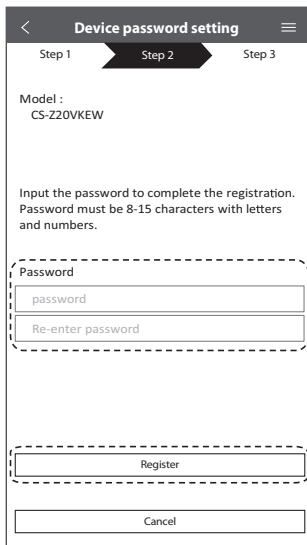 Device password setting
Step 1 Step 2 Step 3
Model :
CS-Z20VKEW
Input the password to complete the registration.
Password must be 8-15 characters with letters
and numbers.
Password
password
Re-enter password
Register
Cancel